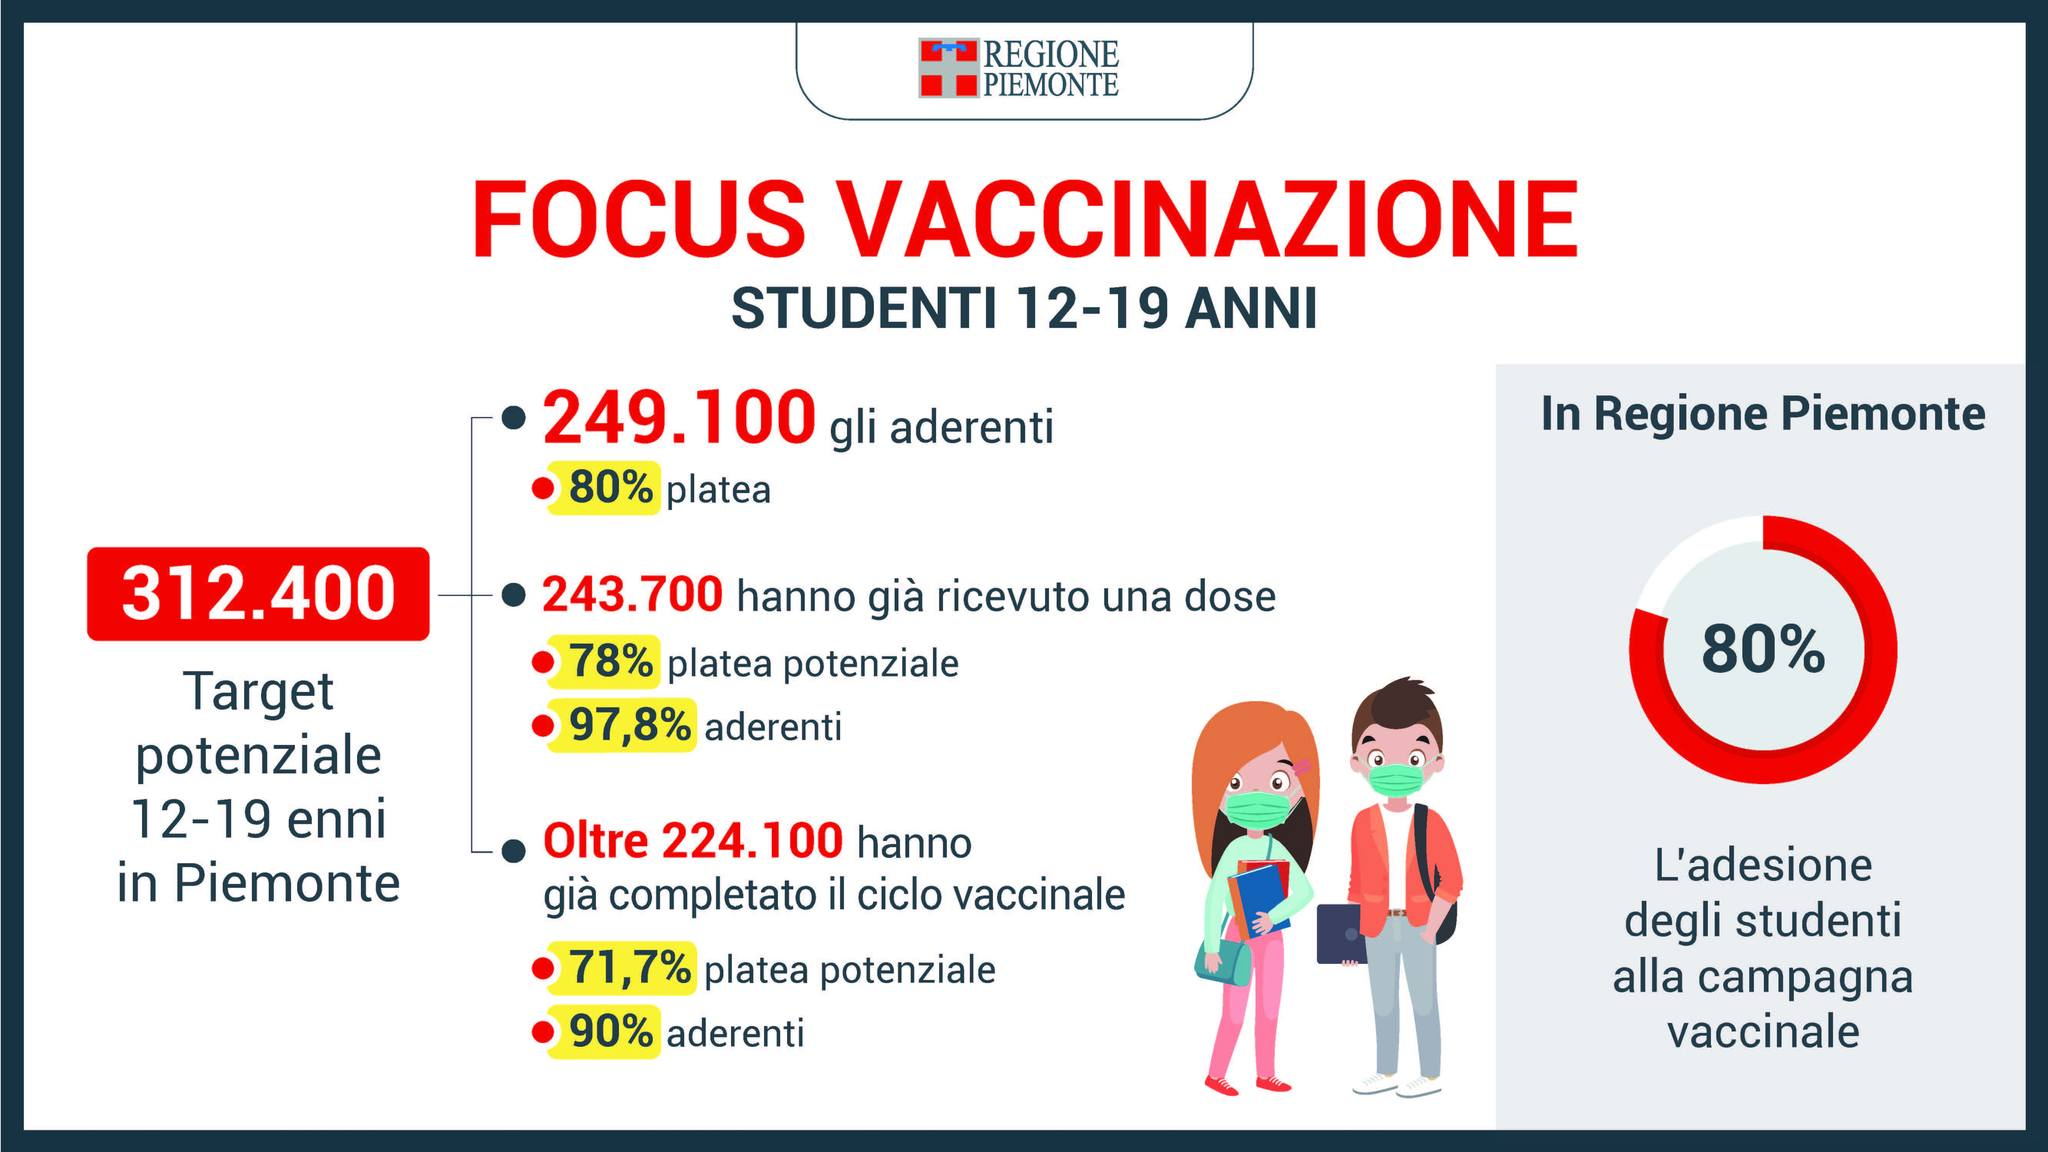 REGIONE
PIEMONTE
FOCUS VACCINAZIONE
STUDENTI 12-19 ANNI
312.400
Target
potenziale
12-19 enni
in Piemonte
249.100 gli aderenti
80% platea
243.700 hanno già ricevuto una dose
78% platea potenziale
97,8% aderenti
Oltre 224.100 hanno
già completato il ciclo vaccinale
71,7% platea potenziale
90% aderenti
In Regione Piemonte
80%
L'adesione
degli studenti
alla campagna
vaccinale